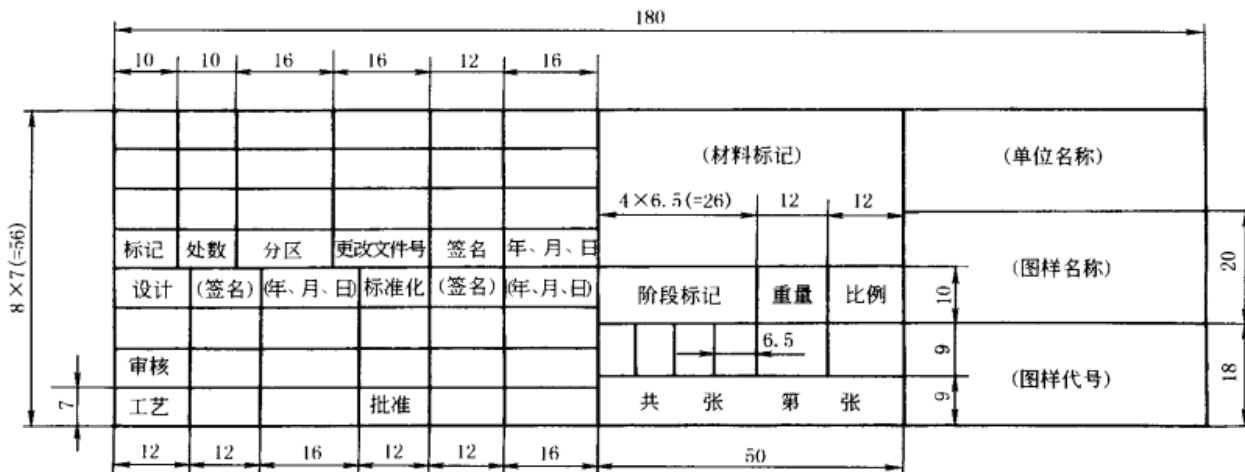 180
10 10 16 16 12 16
(材料标记) (单位名称)
4×6.5(=26) 12 12
标记 处数 分区 更改文件号 签名 年、月、日
8×7(=56)
设计 (签名) (年、月、日) 标准化 (签名) (年、月、日)
阶段标记 重量 比例 10 (图样名称) 20
6.5 9
审核
(图样代号) 18
7 工艺 批准 共 张 第 张 9
12 12 16 12 12 16 50